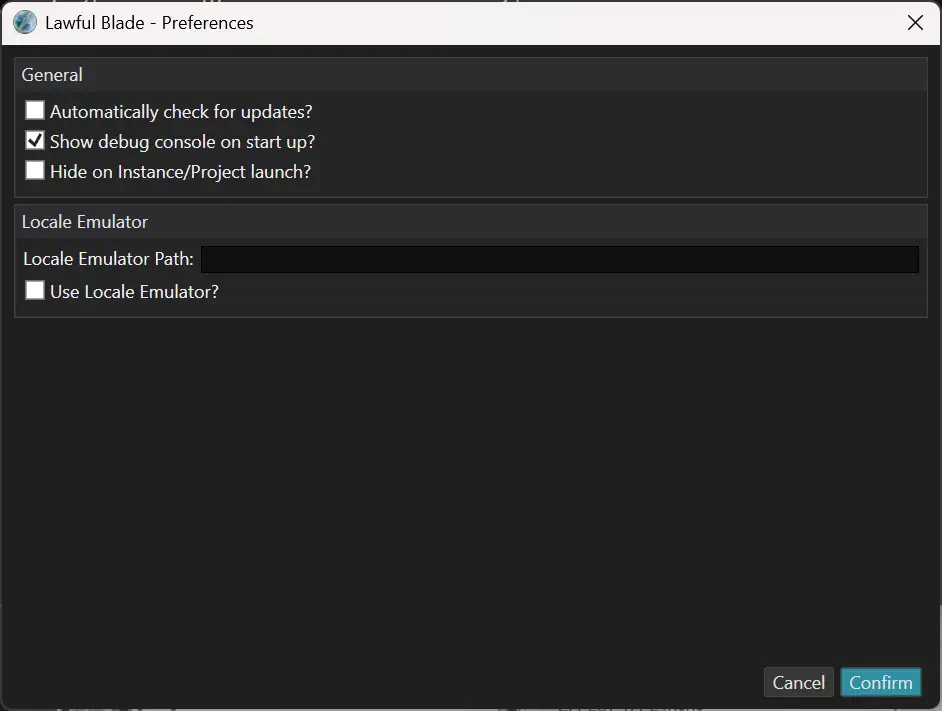 Lawful Blade - Preferences
General
Automatically check for updates?
Show debug console on start up?
Hide on Instance/Project launch?
Locale Emulator
Locale Emulator Path:
Use Locale Emulator?
Cancel Confirm